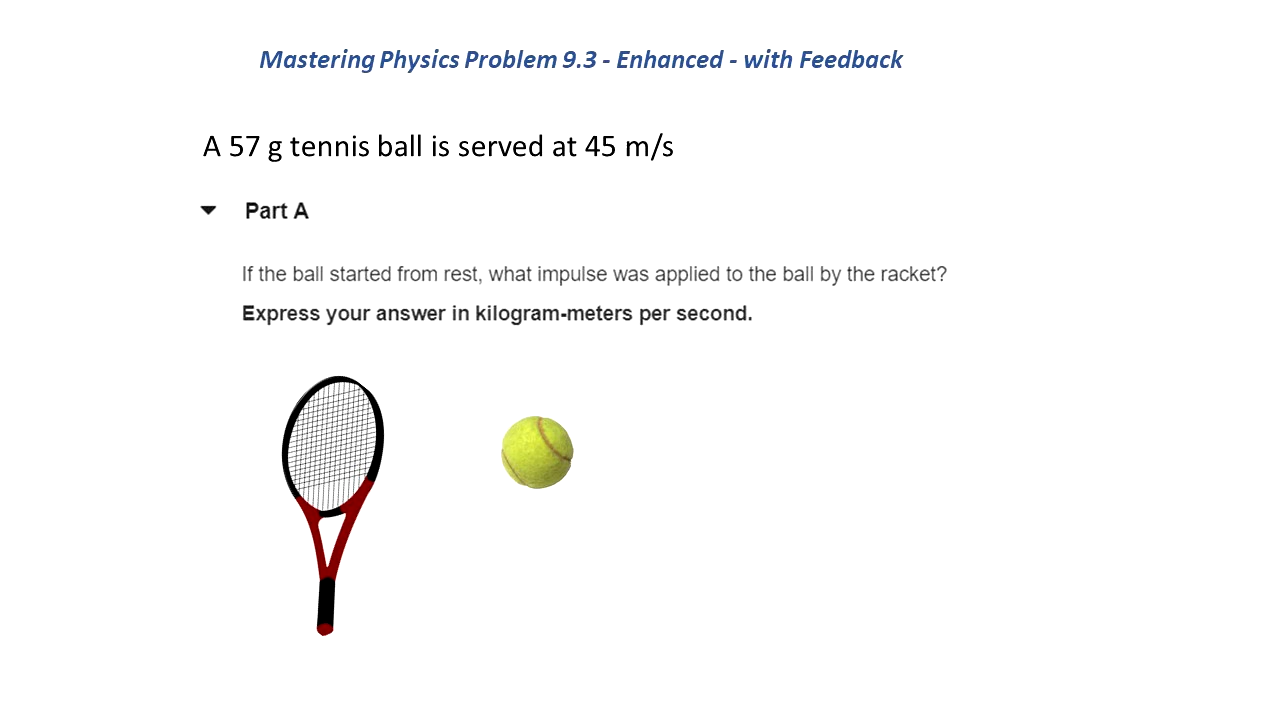 Mastering Physics Problem 9.3 - Enhanced - with Feedback
A 57 g tennis ball is served at 45 m/s
Part A
If the ball started from rest, what impulse was applied to the ball by the racket?
Express your answer in kilogram-meters per second.